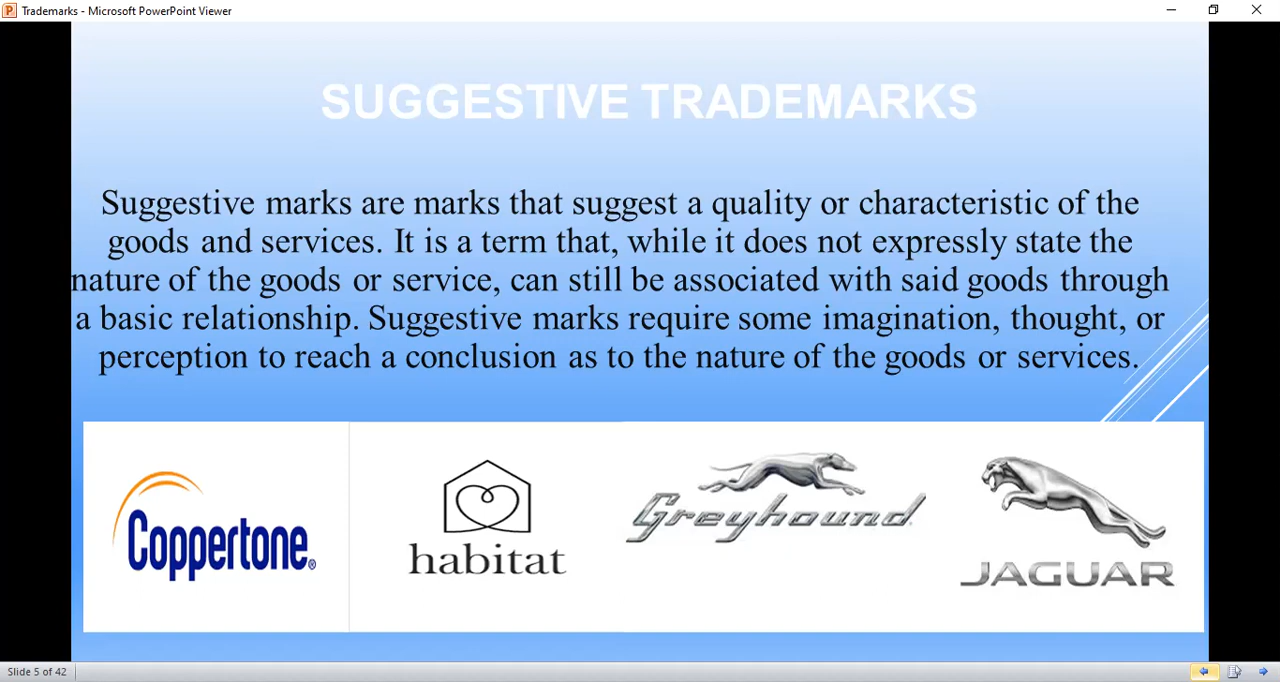 Trademarks - Microsoft PowerPoint Viewer
SUGGESTIVE TRADEMARKS
Suggestive marks are marks that suggest a quality or characteristic of the
goods and services. It is a term that, while it does not expressly state the
nature of the goods or service, can still be associated with said goods through
a basic relationship. Suggestive marks require some imagination, thought, or
perception to reach a conclusion as to the nature of the goods or services.
Coppertone®
habitat
Greyhound
JAGUAR
Slide 5 of 42